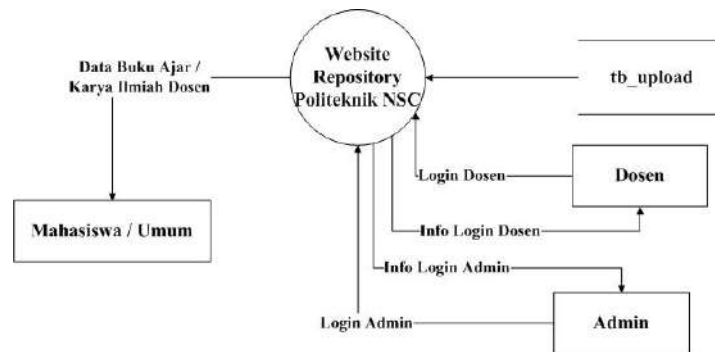 Website
Repository
Politeknik NSC
Data Buku Ajar /
Karya Ilmiah Dosen
tb_upload
Login Dosen
Dosen
Mahasiswa / Umum
Info Login Dosen
Info Login Admin
Login Admin
Admin